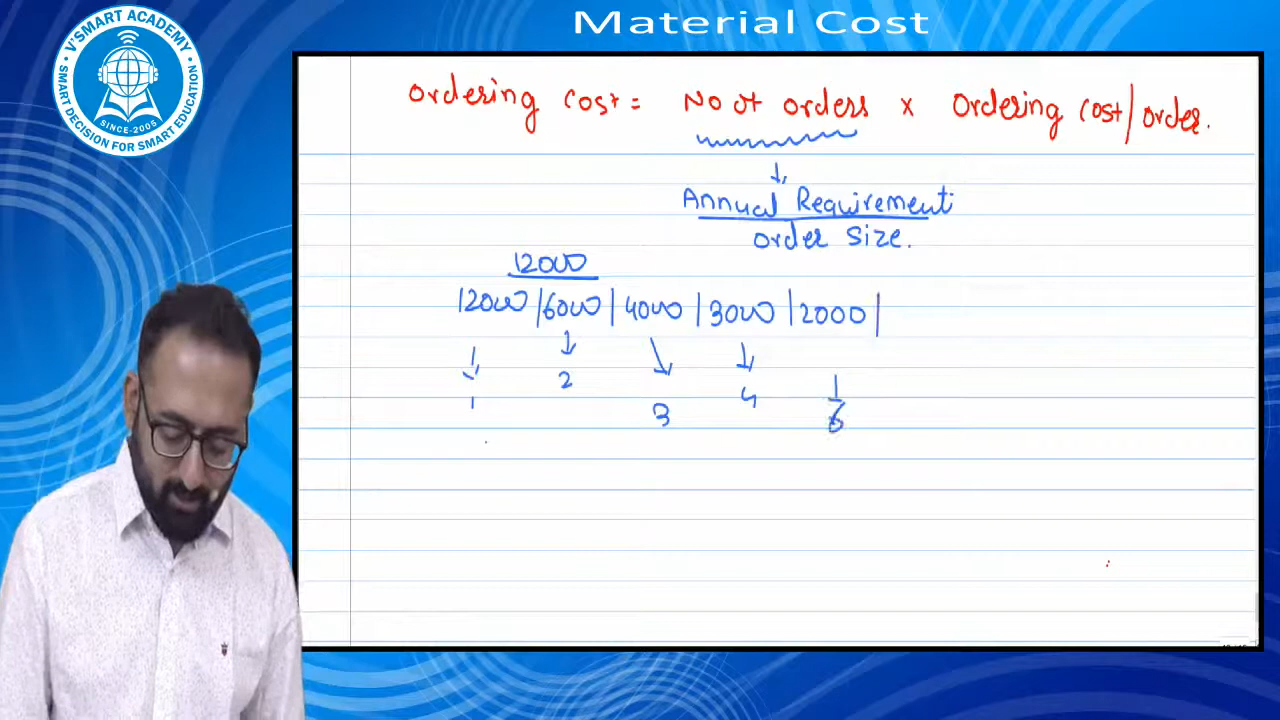 Material Cost
V'SMART ACADEMY
SINCE-2005
SMART DECISION FOR SMART EDUCATION
Ordering Cost = No of orders x Ordering Cost/order.
Annual Requirement
Order Size.
12000
12000 | 6000 | 4000 | 3000 | 2000 |
1 2 3 4 6